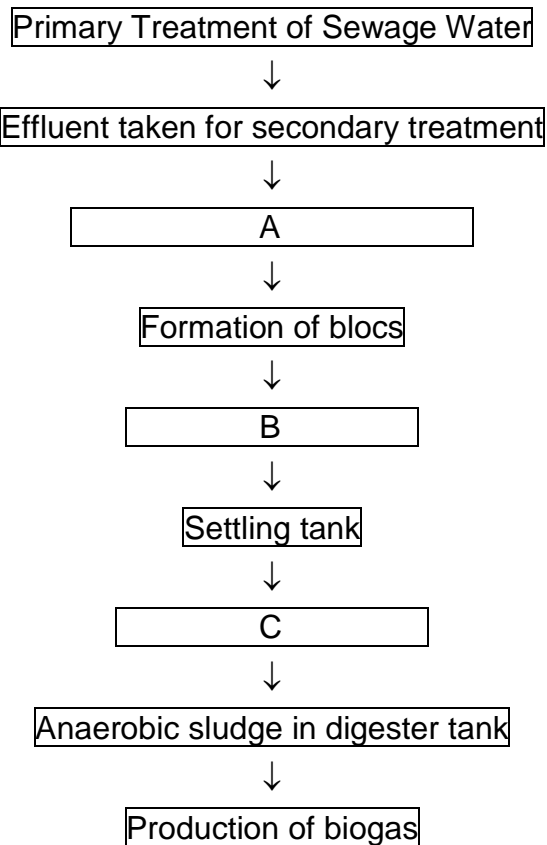 Primary Treatment of Sewage Water
↓
Effluent taken for secondary treatment
↓
A
↓
Formation of blocs
↓
B
↓
Settling tank
↓
C
↓
Anaerobic sludge in digester tank
↓
Production of biogas